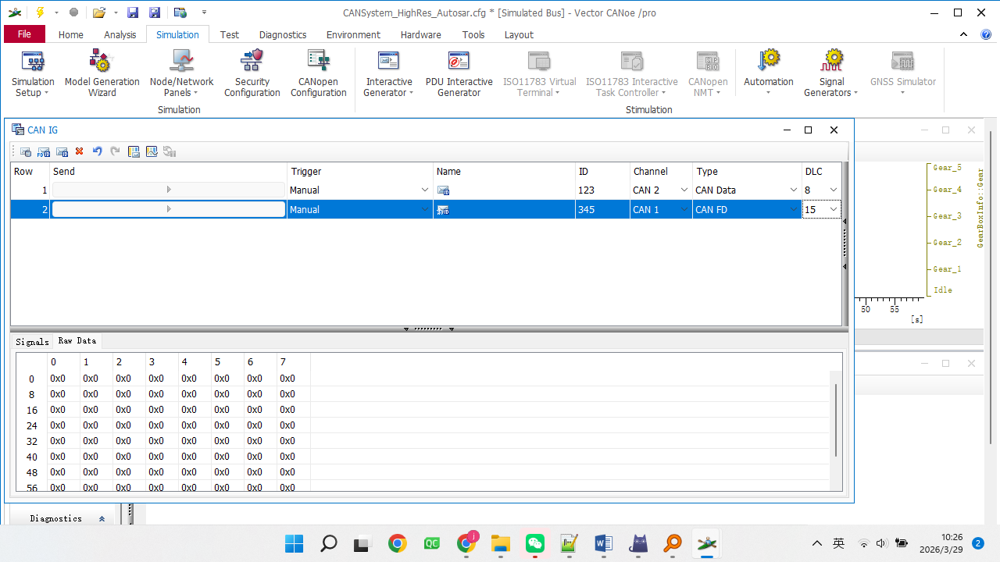 CANSystem_HighRes_Autosar.cfg * [Simulated Bus] - Vector CANoe /pro
File Home Analysis Simulation Test Diagnostics Environment Hardware Tools Layout
Simulation Setup
Model Generation Wizard
Node/Network Panels
Security Configuration
CANopen Configuration
Interactive Generator
PDU Interactive Generator
ISO11783 Virtual Terminal
ISO11783 Interactive Task Controller
CANopen NMT
Automation
Signal Generators
GNSS Simulator
Simulation Stimulation
CAN IG
Row Send Trigger Name ID Channel Type DLC
1 Manual 123 CAN 2 CAN Data 8
2 Manual 345 CAN 1 CAN FD 15
Gear_5
Gear_4
Gear_3
Gear_2
Gear_1
Idle
GearBoxInfo::Gear
50 55
[s]
Signals Raw Data
0 1 2 3 4 5 6 7
0 0x0 0x0 0x0 0x0 0x0 0x0 0x0 0x0
8 0x0 0x0 0x0 0x0 0x0 0x0 0x0 0x0
16 0x0 0x0 0x0 0x0 0x0 0x0 0x0 0x0
24 0x0 0x0 0x0 0x0 0x0 0x0 0x0 0x0
32 0x0 0x0 0x0 0x0 0x0 0x0 0x0 0x0
40 0x0 0x0 0x0 0x0 0x0 0x0 0x0 0x0
48 0x0 0x0 0x0 0x0 0x0 0x0 0x0 0x0
56 0x0 0x0 0x0 0x0 0x0 0x0 0x0 0x0
Diagnostics
QC
j
英
10:26
2026/3/29
2